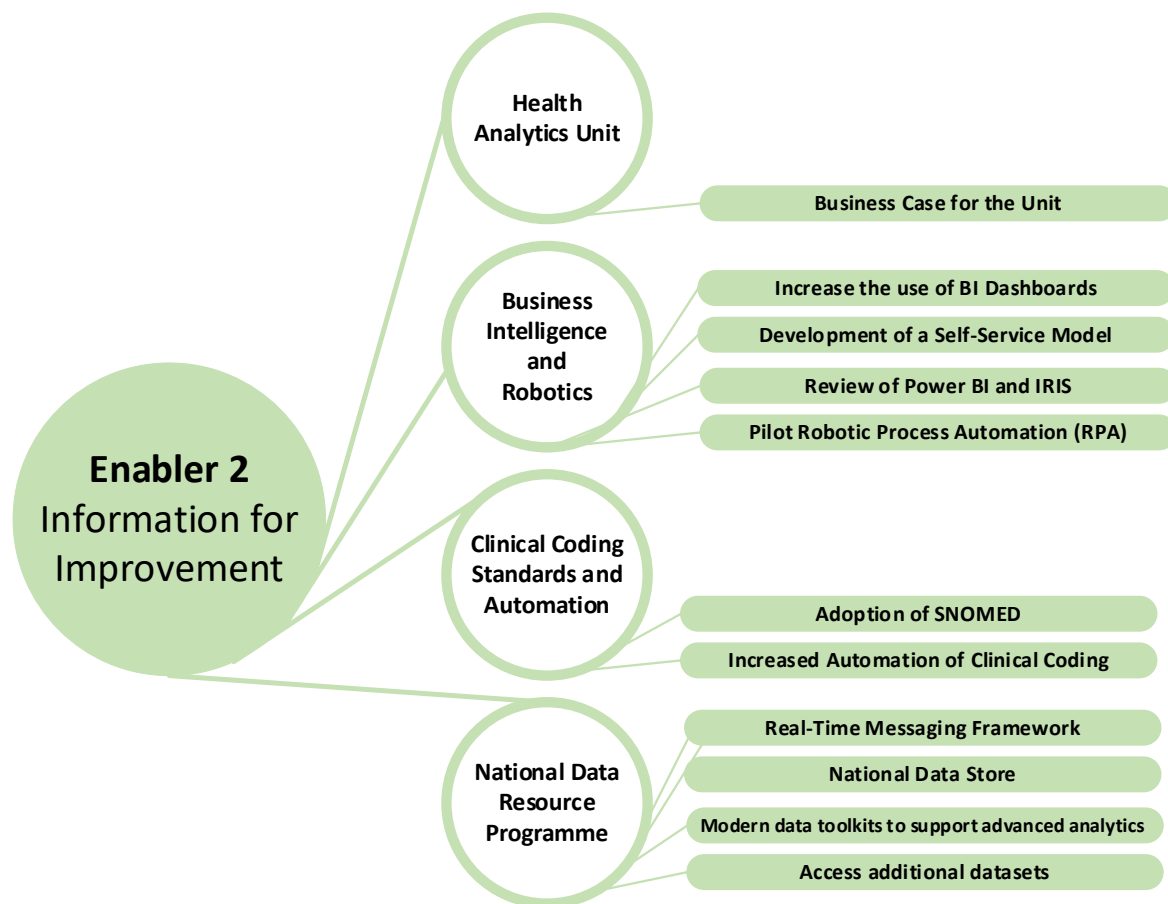 Enabler 2
Information for
Improvement
Health
Analytics Unit
Business Case for the Unit
Business
Intelligence
and
Robotics
Increase the use of BI Dashboards
Development of a Self-Service Model
Review of Power BI and IRIS
Pilot Robotic Process Automation (RPA)
Clinical Coding
Standards and
Automation
Adoption of SNOMED
Increased Automation of Clinical Coding
National Data
Resource
Programme
Real-Time Messaging Framework
National Data Store
Modern data toolkits to support advanced analytics
Access additional datasets